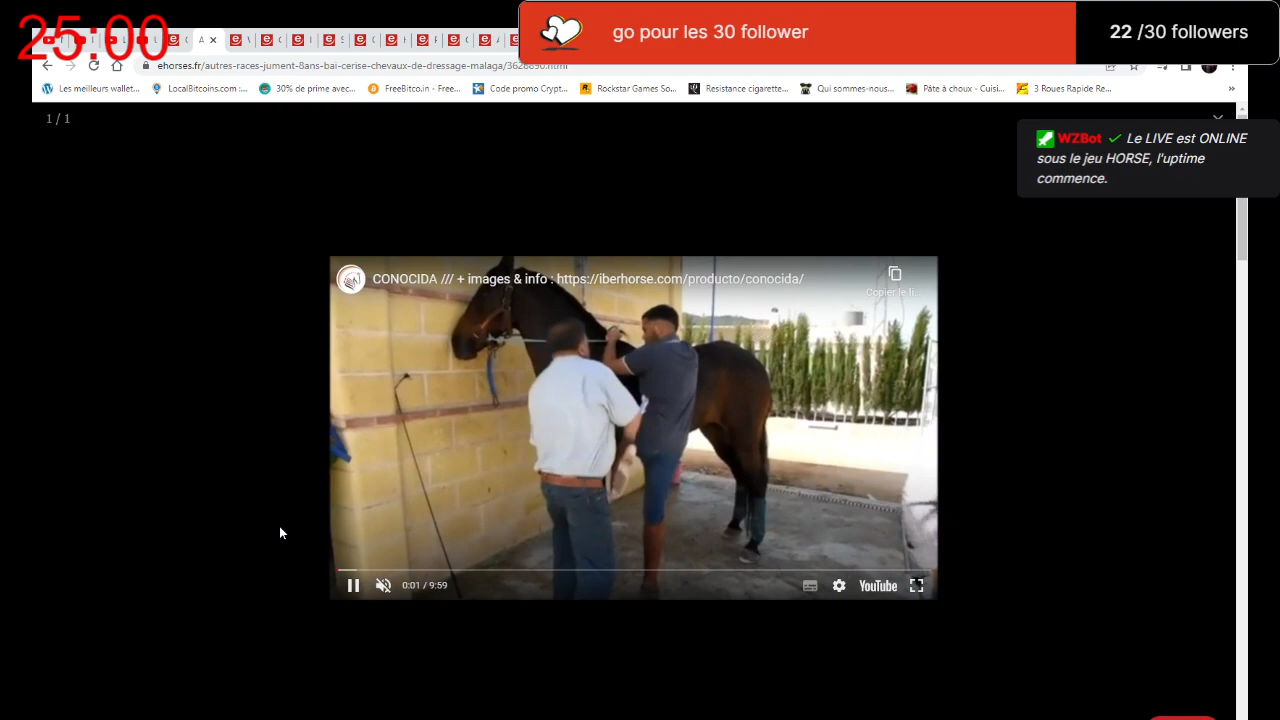 25:00
go pour les 30 follower
22 /30 followers
ehorses.fr/autres-races-jument-8ans-bai-cerise-chevaux-de-dressage-malaga/3628690.html
Les meilleurs wallet...
LocalBitcoins.com :...
30% de prime avec...
FreeBitco.in - Free...
Code promo Crypt...
Rockstar Games So...
Resistance cigarette...
Qui sommes-nous...
Pâte à choux - Cuisi...
3 Roues Rapide Re...
»
1 / 1
WZBot ✓ Le LIVE est ONLINE
sous le jeu HORSE, l'uptime
commence.
CONOCIDA /// + images & info : https://iberhorse.com/producto/conocida/
Copier le li...
0:01 / 9:59
YouTube